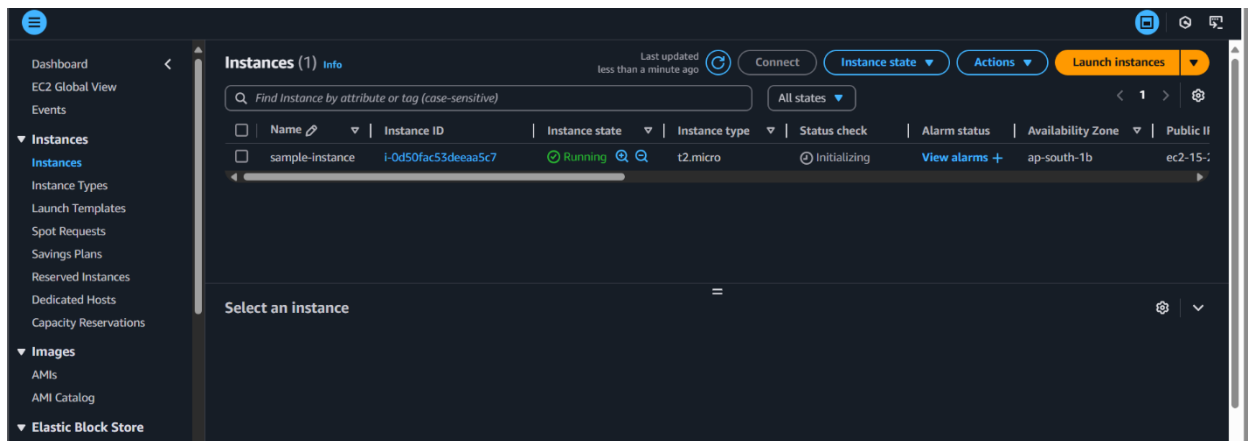 Dashboard
EC2 Global View
Events
Instances
Instances
Instance Types
Launch Templates
Spot Requests
Savings Plans
Reserved Instances
Dedicated Hosts
Capacity Reservations
Images
AMIs
AMI Catalog
Elastic Block Store
Instances (1) Info
Last updated
less than a minute ago
Connect
Instance state
Actions
Launch instances
Find Instance by attribute or tag (case-sensitive)
All states
1
Name Instance ID Instance state Instance type Status check Alarm status Availability Zone Public
sample-instance i-0d50fac53deeaa5c7 Running t2.micro Initializing View alarms + ap-south-1b ec2-15-
Select an instance